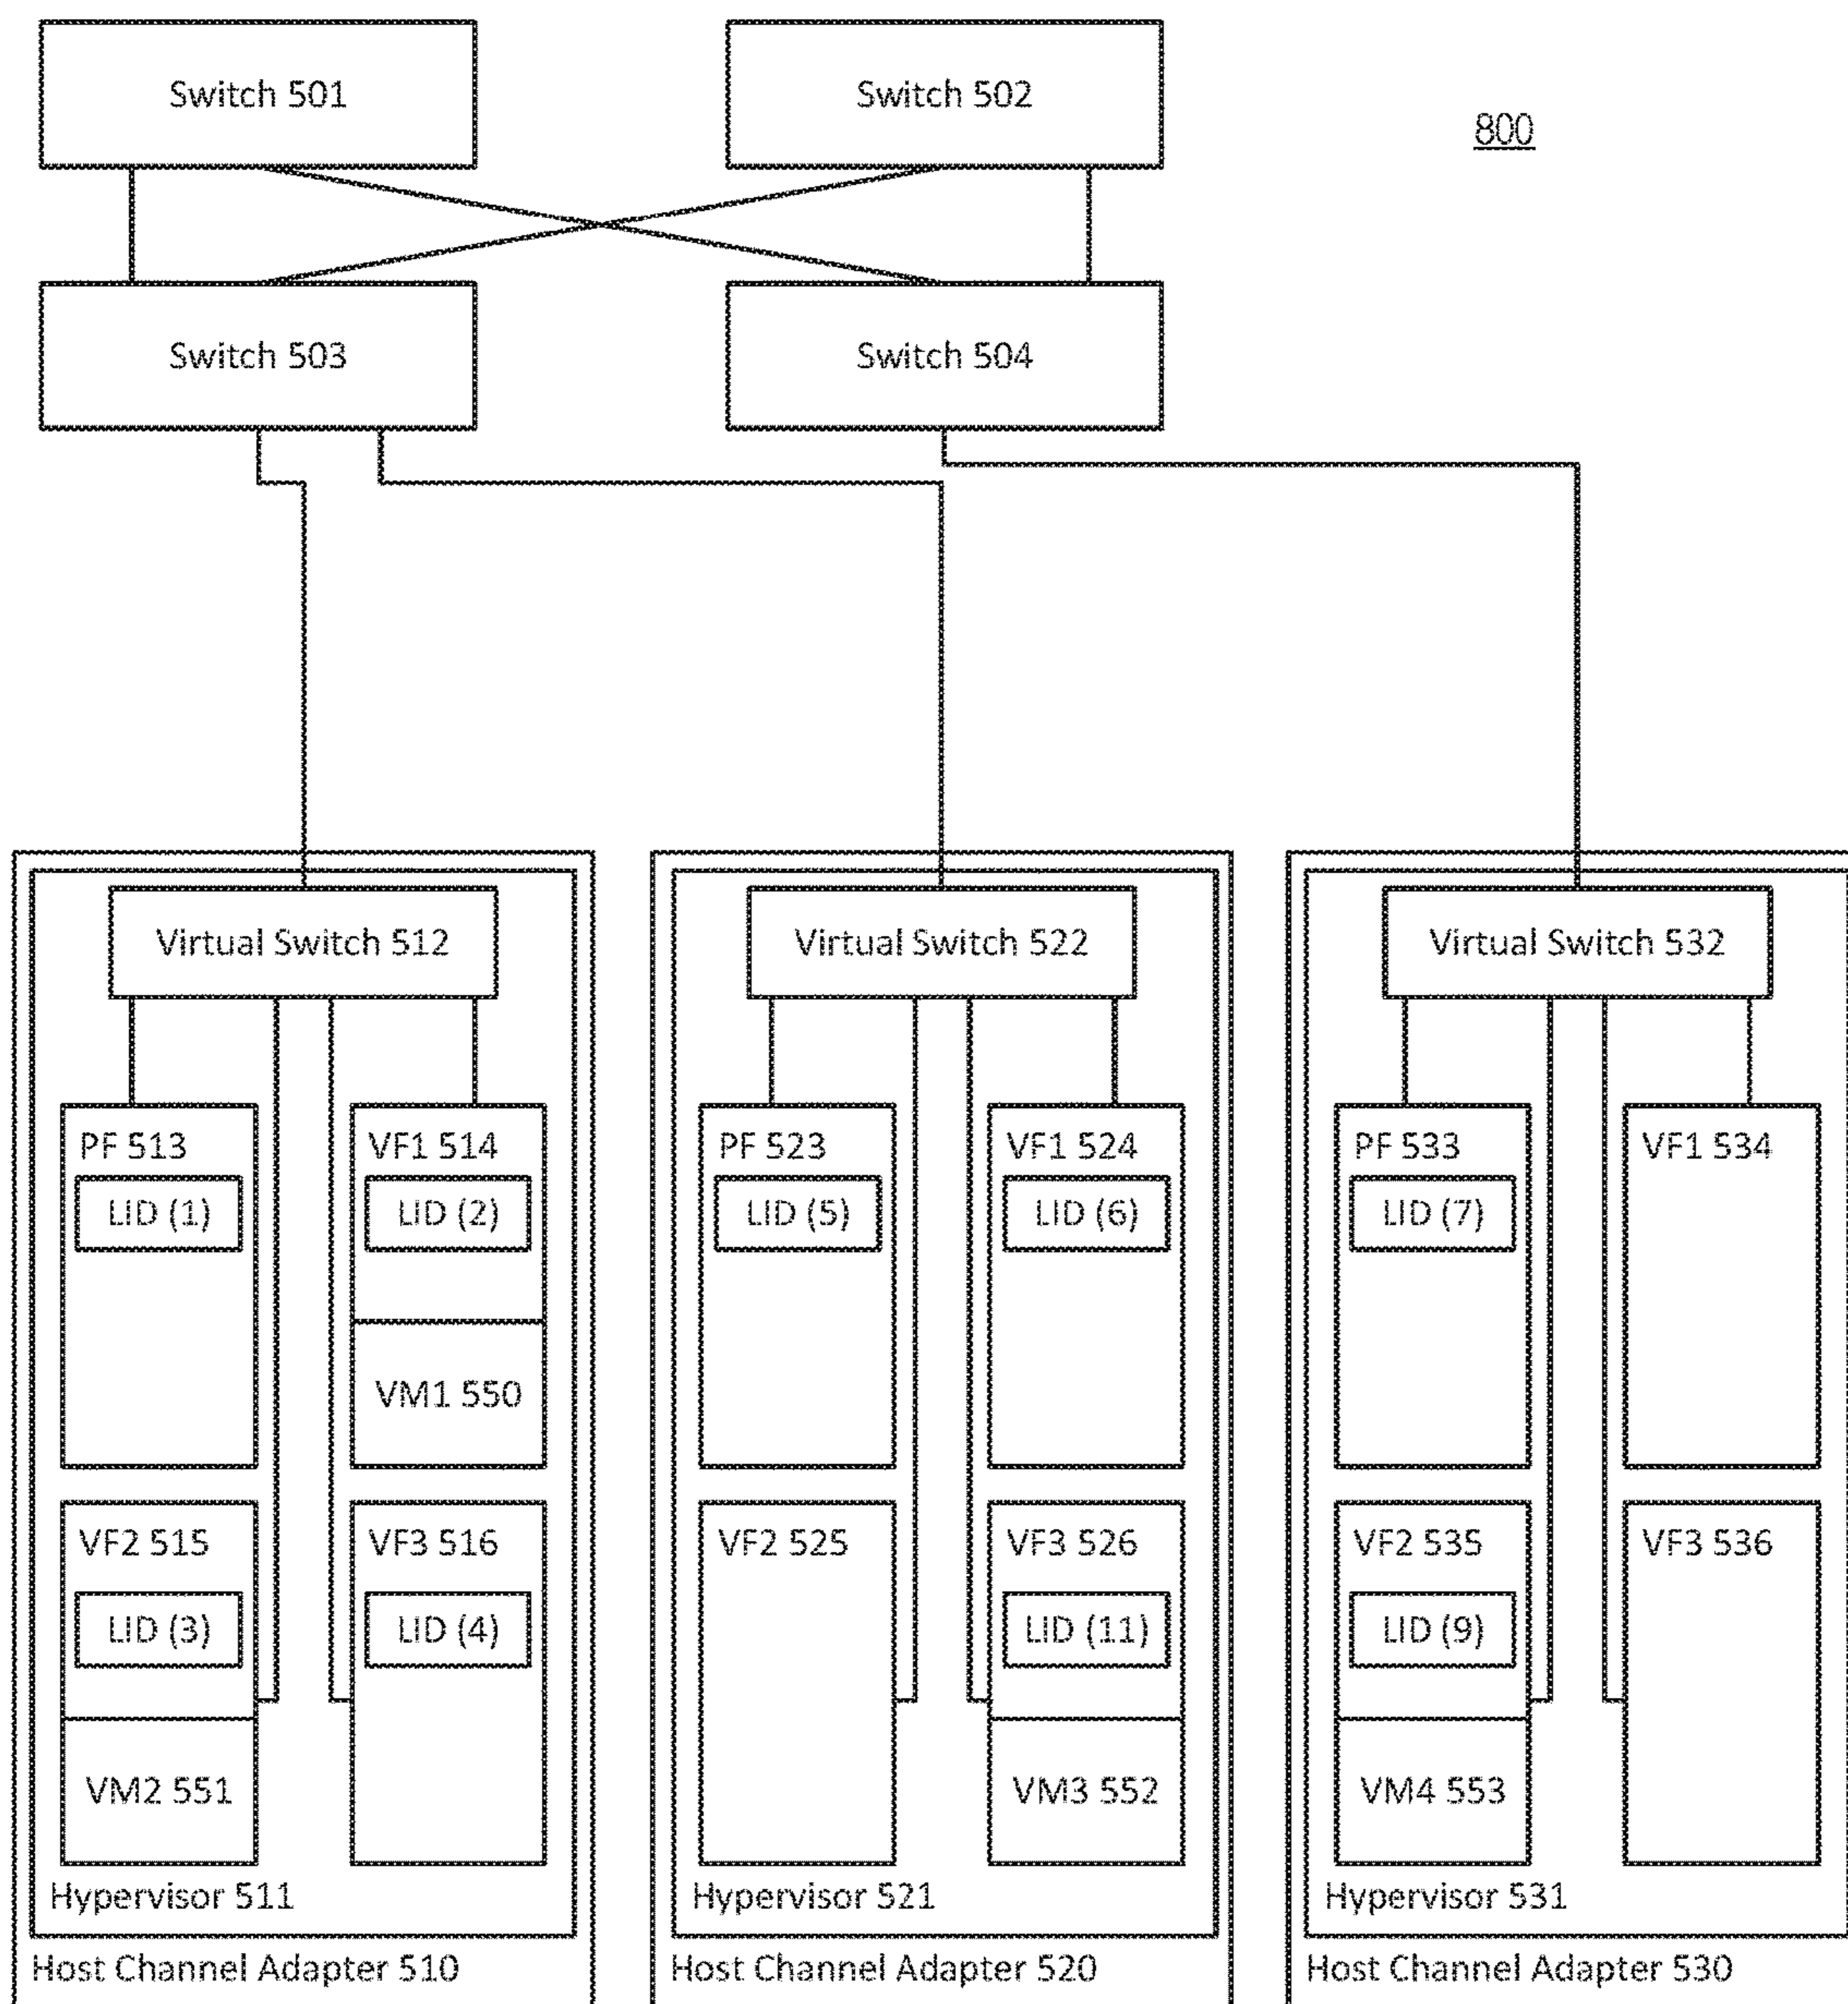 Switch 501
Switch 502
800
Switch 503
Switch 504
Virtual Switch 512
PF 513
LID (1)
VF1 514
LID (2)
VM1 550
VF2 515
LID (3)
VM2 551
VF3 516
LID (4)
Hypervisor 511
Host Channel Adapter 510
Virtual Switch 522
PF 523
LID (5)
VF1 524
LID (6)
VF2 525
VF3 526
LID (11)
VM3 552
Hypervisor 521
Host Channel Adapter 520
Virtual Switch 532
PF 533
LID (7)
VF1 534
VF2 535
LID (9)
VM4 553
VF3 536
Hypervisor 531
Host Channel Adapter 530